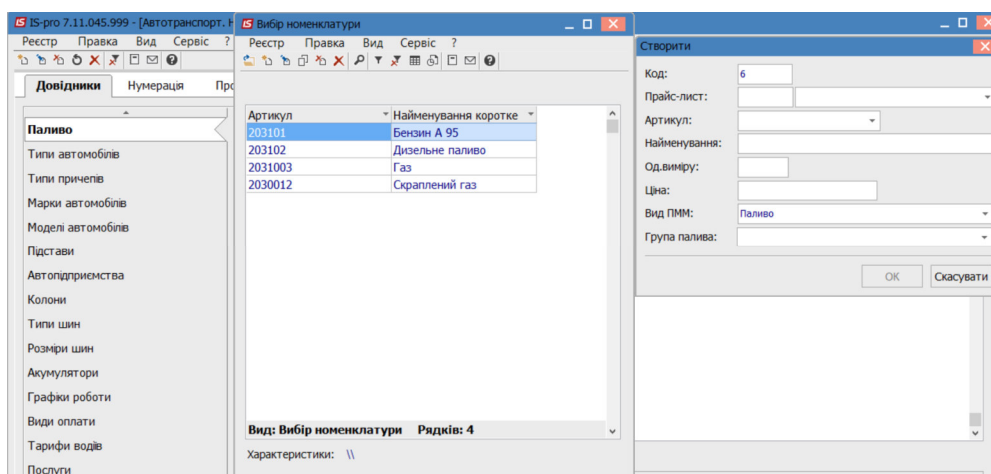 IS-pro 7.11.045.999 - [Автотранспорт. Н
Реєстр Правка Вид Сервіс ?
Довідники Нумерація Про
Паливо
Типи автомобілів
Типи причепів
Марки автомобілів
Моделі автомобілів
Підстави
Автопідприємства
Колони
Типи шин
Розміри шин
Акумулятори
Графіки роботи
Види оплати
Тарифи водіїв
Послуги
Вибір номенклатури
Реєстр Правка Вид Сервіс ?
Артикул Найменування коротке
203101 Бензин А 95
203102 Дизельне паливо
2031003 Газ
2030012 Скраплений газ
Вид: Вибір номенклатури Рядків: 4
Характеристики: \\
Створити
Код: 6
Прайс-лист:
Артикул:
Найменування:
Од.виміру:
Ціна:
Вид ПММ: Паливо
Група палива:
ОК Скасувати